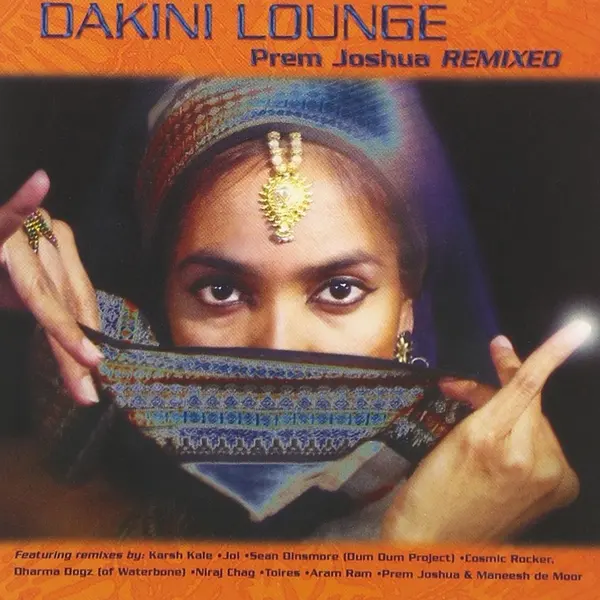 DAKINI LOUNGE
Prem Joshua REMIXED
Featuring remixes by: Karsh Kale •Joi •Sean Dinsmore (Dum Dum Project) •Cosmic Rocker,
Dharma Dogz (of Waterbone) •Niraj Chag •Toires •Aram Ram •Prem Joshua & Maneesh de Moor